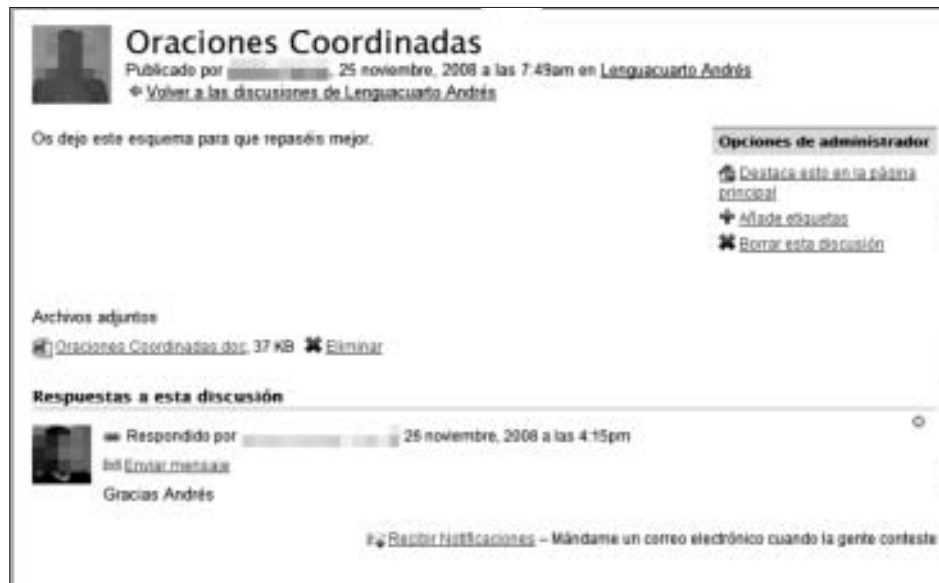 Oraciones Coordinadas
Publicado por , 25 noviembre, 2008 a las 7:49am en Lenguacuarto Andrés
Volver a las discusiones de Lenguacuarto Andrés
Os dejo este esquema para que repaséis mejor.
Opciones de administrador
Destaca esto en la página
principal
Añade etiquetas
Borrar esta discusión
Archivos adjuntos
Oraciones Coordinadas.doc, 37 KB Eliminar
Respuestas a esta discusión
Respondido por 26 noviembre, 2008 a las 4:15pm
Enviar mensaje
Gracias Andrés
Recibir Notificaciones – Mándame un correo electrónico cuando la gente conteste